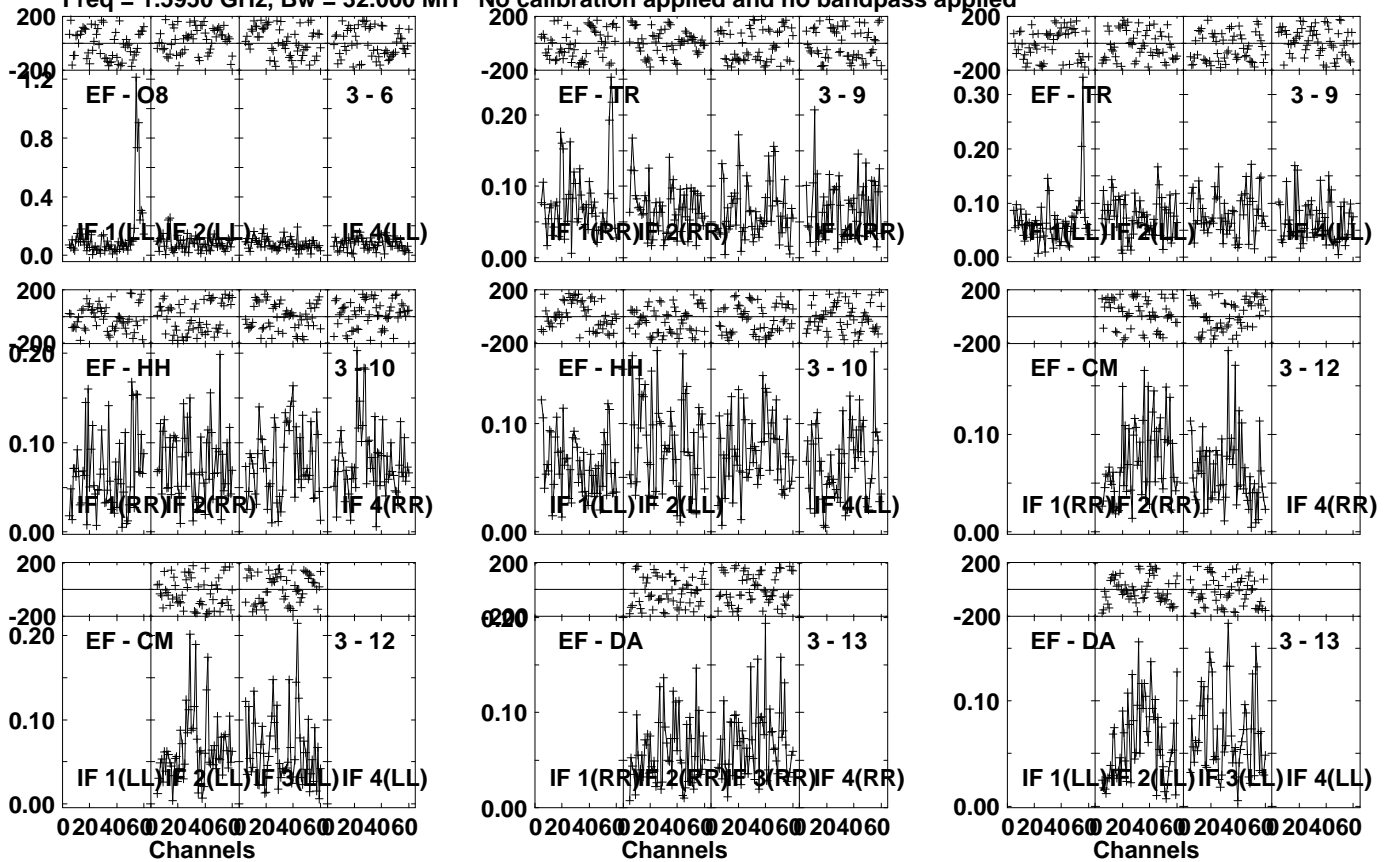 Freq = 1.5950 GHz, Bw = 32.000 MH No calibration applied and no bandpass applied
200 200 200
-200 -200 -200
1.2
EF - O8 3 - 6 EF - TR 3 - 9 EF - TR 3 - 9
0.30
0.20
0.8
0.20
0.10
0.4
0.10
IF 1(LL) IF 2(LL) IF 4(LL) IF 1(RR) IF 2(RR) IF 4(RR) IF 1(LL) IF 2(LL) IF 4(LL)
0.0 0.00 0.00
200 200 200
-200 -200
0.20
EF - HH 3 - 10 EF - HH 3 - 10 EF - CM 3 - 12
0.10 0.10 0.10
IF 1(RR) IF 2(RR) IF 4(RR) IF 1(LL) IF 2(LL) IF 4(LL) IF 1(RR) IF 2(RR) IF 4(RR)
0.00 0.00 0.00
200 200 200
-200 -200 -200
0.20 0.20
EF - CM 3 - 12 EF - DA 3 - 13 EF - DA 3 - 13
0.10 0.10 0.10
IF 1(LL) IF 2(LL) IF 3(LL) IF 4(LL) IF 1(RR) IF 2(RR) IF 3(RR) IF 4(RR) IF 1(LL) IF 2(LL) IF 3(LL) IF 4(LL)
0.00 0.00 0.00
0 20 40 60 0 20 40 60 0 20 40 60 0 20 40 60 0 20 40 60 0 20 40 60 0 20 40 60 0 20 40 60 0 20 40 60 0 20 40 60 0 20 40 60 0 20 40 60
Channels Channels Channels